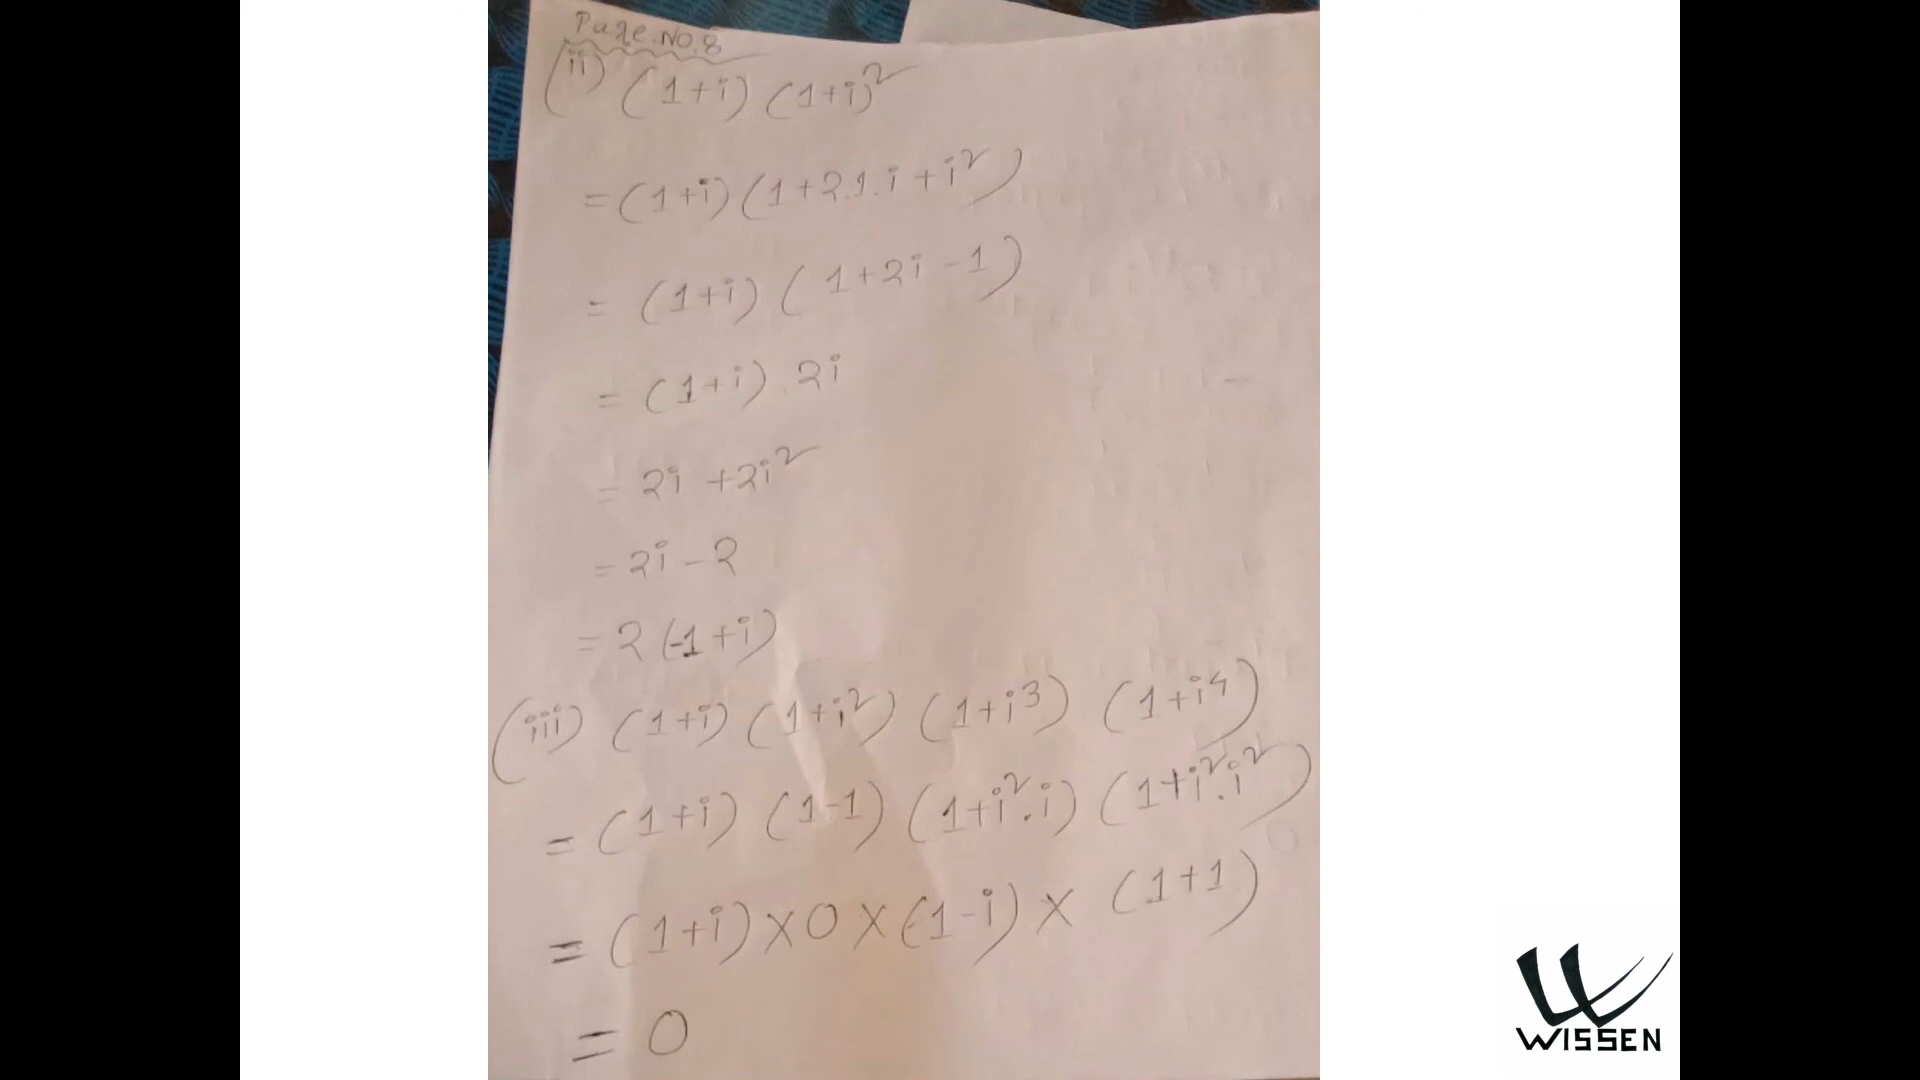 Page.NO.8
(ii) (1+i) (1+i)²
= (1+i) (1+2.1.i+i²)
= (1+i) (1+2i-1)
= (1+i).2i
= 2i +2i²
= 2i-2
= 2(-1+i)
(iii) (1+i) (1+i²) (1+i³) (1+i⁴)
= (1+i) (1-1) (1+i².i) (1+i².i²)
= (1+i)×0×(1-i)× (1+1)
= 0
WISSEN